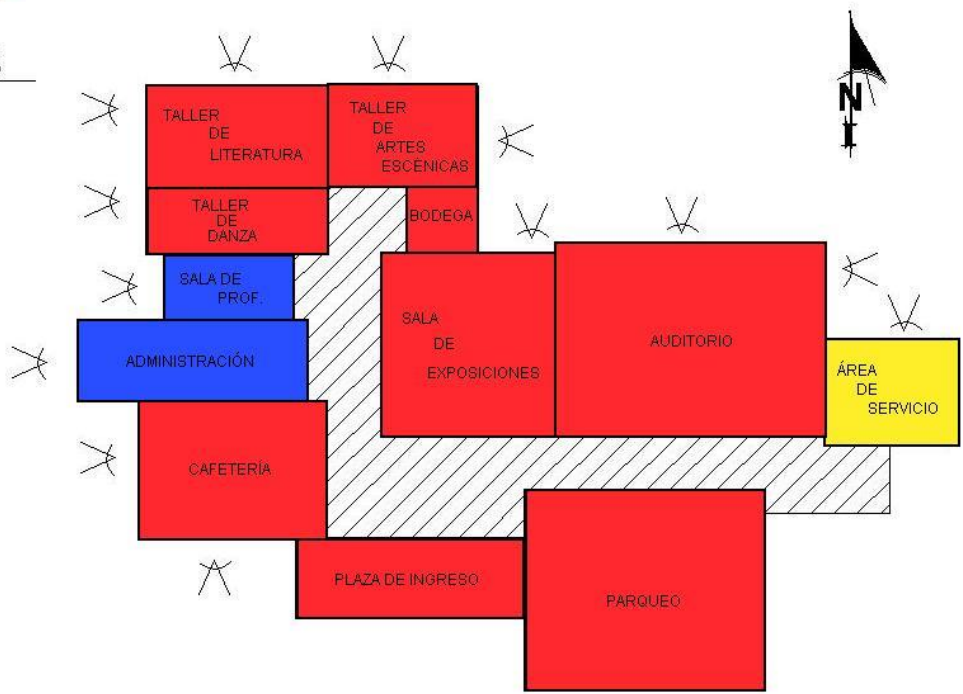 N
TALLER
DE
LITERATURA
TALLER
DE
ARTES
ESCÉNICAS
TALLER
DE
DANZA
BODEGA
SALA DE
PROF.
ADMINISTRACIÓN
SALA
DE
EXPOSICIONES
AUDITORIO
ÁREA
DE
SERVICIO
CAFETERÍA
PLAZA DE INGRESO
PARQUEO